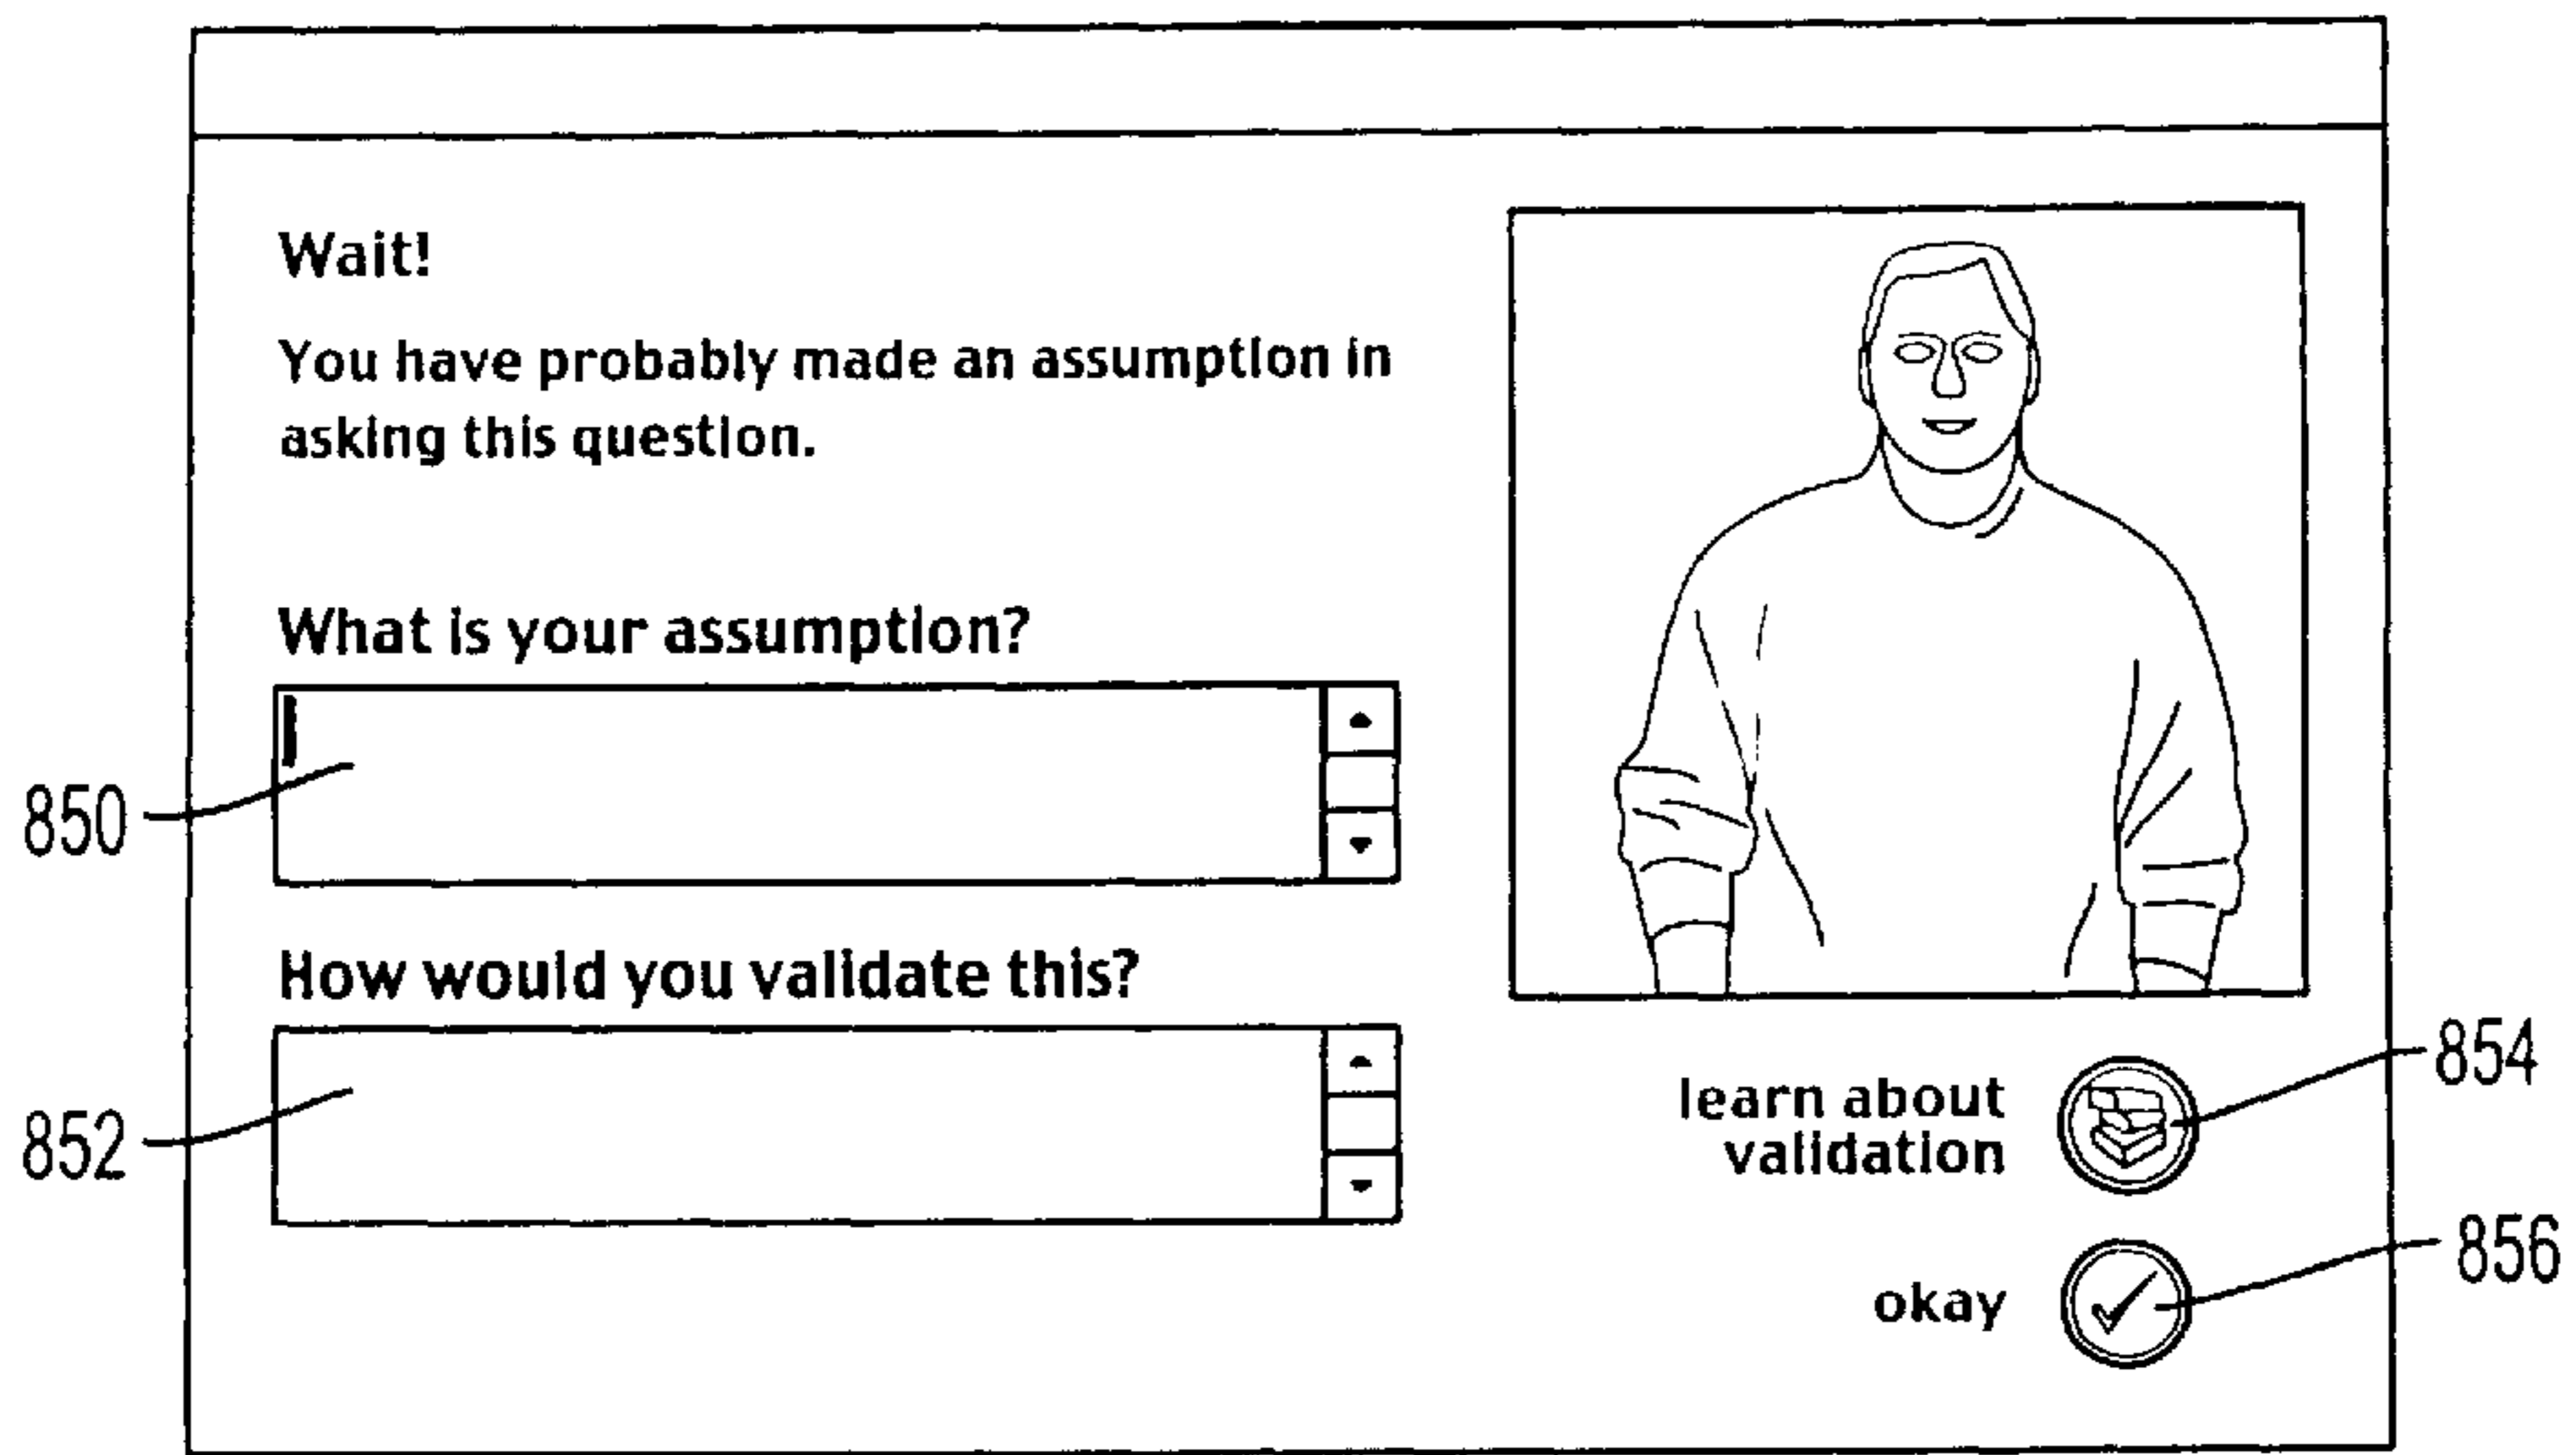 Wait!
You have probably made an assumption in
asking this question.
What is your assumption?
850
How would you validate this?
852
learn about
validation
854
okay
856